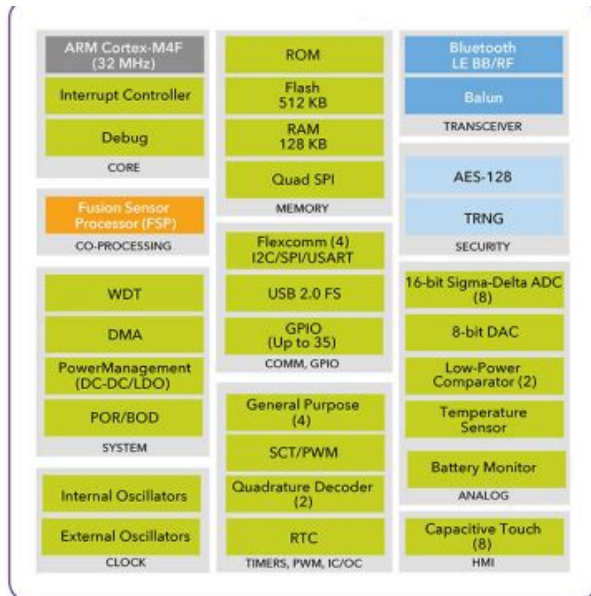 ARM Cortex-M4F
(32 MHz)
Interrupt Controller
Debug
CORE
Fusion Sensor
Processor (FSP)
CO-PROCESSING
WDT
DMA
PowerManagement
(DC-DC/LDO)
POR/BOD
SYSTEM
Internal Oscillators
External Oscillators
CLOCK
ROM
Flash
512 KB
RAM
128 KB
Quad SPI
MEMORY
Flexcomm (4)
I2C/SPI/USART
USB 2.0 FS
GPIO
(Up to 35)
COMM, GPIO
General Purpose
(4)
SCT/PWM
Quadrature Decoder
(2)
RTC
TIMERS, PWM, IC/OC
Bluetooth
LE BB/RF
Balun
TRANSCEIVER
AES-128
TRNG
SECURITY
16-bit Sigma-Delta ADC
(8)
8-bit DAC
Low-Power
Comparator (2)
Temperature
Sensor
Battery Monitor
ANALOG
Capacitive Touch
(8)
HMI